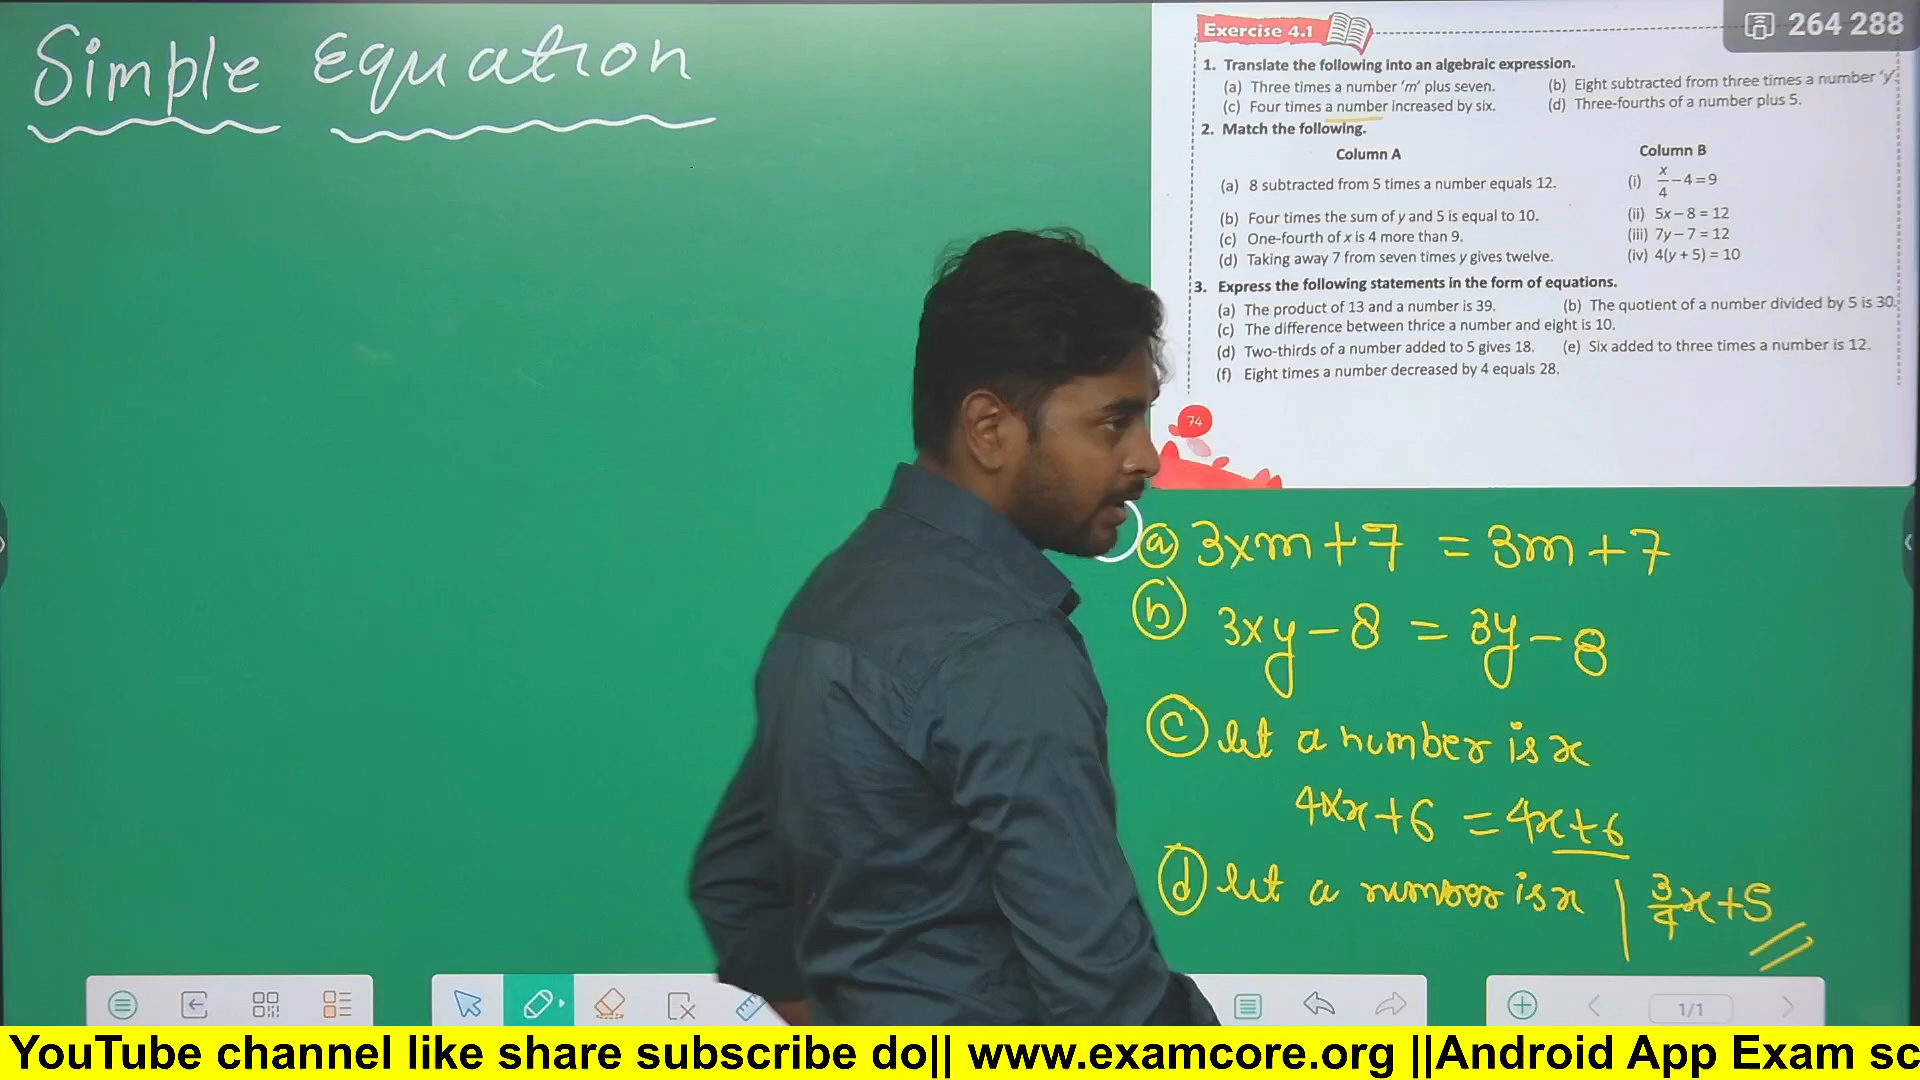 Simple Equation
264 288
Exercise 4.1
1. Translate the following into an algebraic expression.
(a) Three times a number ‘m’ plus seven. (b) Eight subtracted from three times a number ‘y’.
(c) Four times a number increased by six. (d) Three-fourths of a number plus 5.
2. Match the following.
Column A Column B
(a) 8 subtracted from 5 times a number equals 12. (i) x/4 – 4 = 9
(b) Four times the sum of y and 5 is equal to 10. (ii) 5x – 8 = 12
(c) One-fourth of x is 4 more than 9. (iii) 7y – 7 = 12
(d) Taking away 7 from seven times y gives twelve. (iv) 4(y + 5) = 10
3. Express the following statements in the form of equations.
(a) The product of 13 and a number is 39. (b) The quotient of a number divided by 5 is 30.
(c) The difference between thrice a number and eight is 10.
(d) Two-thirds of a number added to 5 gives 18. (e) Six added to three times a number is 12.
(f) Eight times a number decreased by 4 equals 28.
74
(a) 3xm+7 = 3m+7
(b) 3xy-8 = 3y-8
(c) let a number is x
4xx+6 = 4x+6
(d) let a number is x | 3/4x+5
1/1
YouTube channel like share subscribe do|| www.examcore.org ||Android App Exam sc